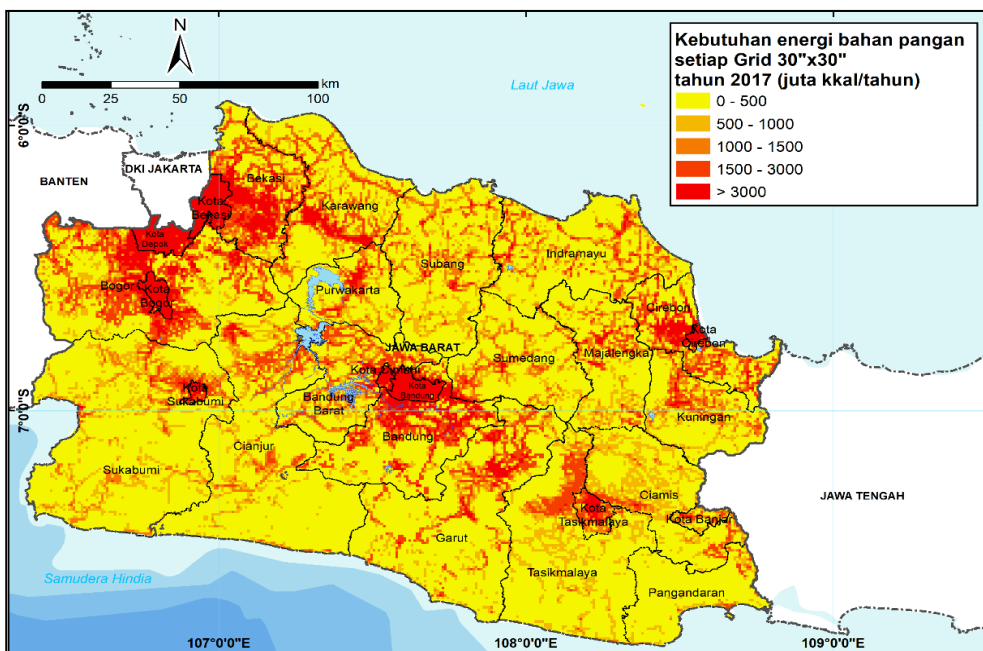 N
km
0 25 50 75 100
Laut Jawa
Kebutuhan energi bahan pangan
setiap Grid 30"x30"
tahun 2017 (juta kkal/tahun)
0 - 500
500 - 1000
1000 - 1500
1500 - 3000
> 3000
6°0'0"S
DKI JAKARTA
BANTEN
Bekasi
Kota
Bekasi
Karawang
Kota
Depok
Subang
Indramayu
Bogor
Kota
Bogor
Purwakarta
Cirebon
Kota
Cirebon
JAWA BARAT
Sumedang
Majalengka
Kota Cimahi
Kota
Bandung
Kota
Sukabumi
Bandung
Barat
Kuningan
7°0'0"S
Bandung
Cianjur
Sukabumi
Ciamis
JAWA TENGAH
Kota
Tasikmalaya
Kota Banjar
Garut
Tasikmalaya
Samudera Hindia
Pangandaran
107°0'0"E
108°0'0"E
109°0'0"E